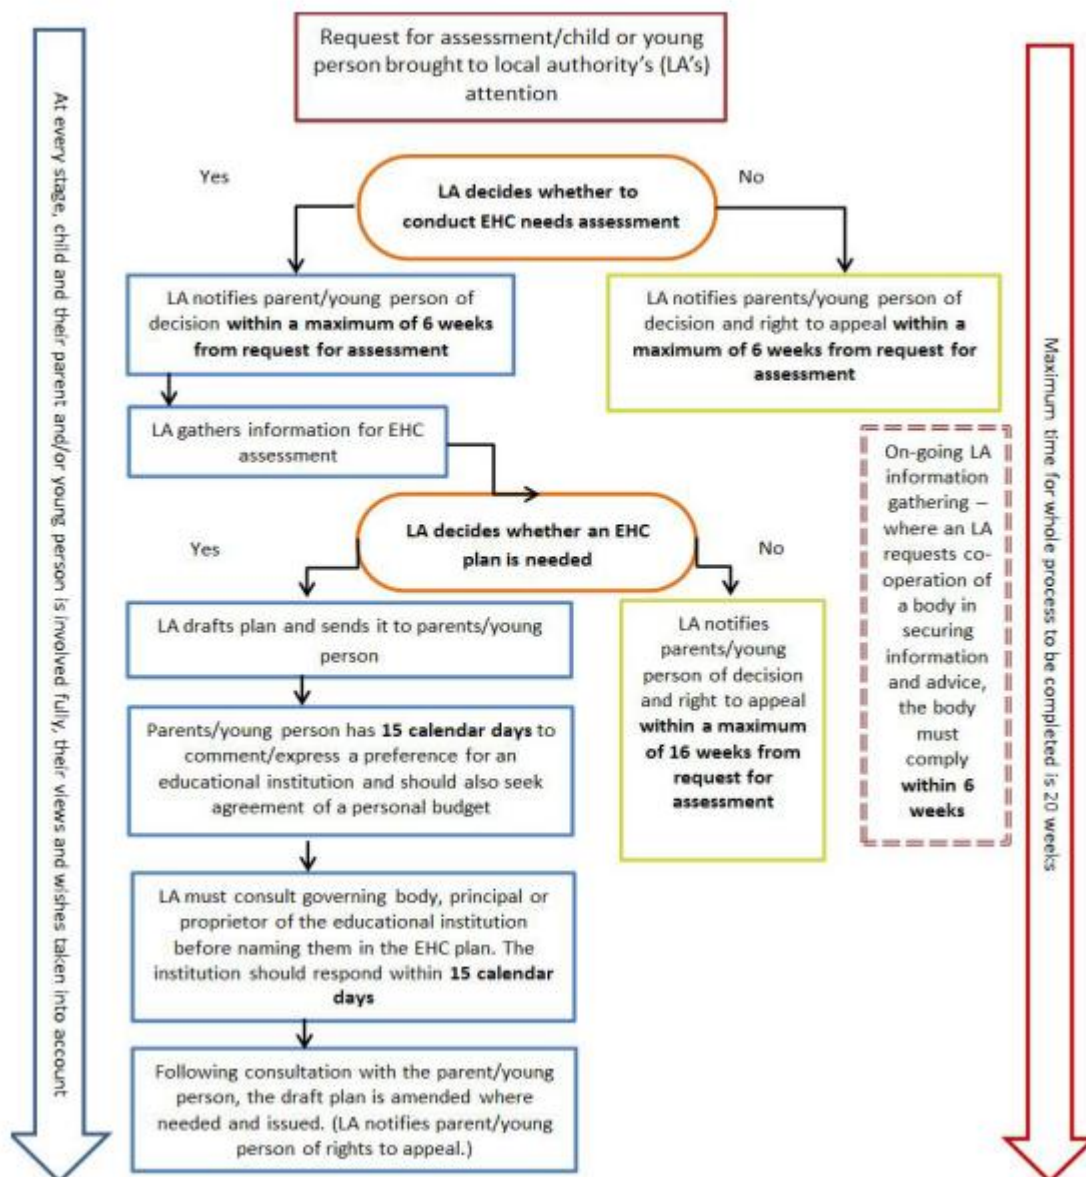 Request for assessment/child or young
person brought to local authority's (LA's)
attention
At every stage, child and their parent and/or young person is involved fully, their views and wishes taken into account
Maximum time for whole process to be completed is 20 weeks
Yes
LA decides whether to
conduct EHC needs assessment
No
LA notifies parent/young person of
decision within a maximum of 6 weeks
from request for assessment
LA notifies parents/young person of
decision and right to appeal within a
maximum of 6 weeks from request for
assessment
LA gathers information for EHC
assessment
On-going LA
information
gathering –
where an LA
requests co-
operation of
a body in
securing
information
and advice,
the body
must
comply
within 6
weeks
Yes
LA decides whether an EHC
plan is needed
No
LA drafts plan and sends it to parents/young
person
LA notifies
parents/young
person of decision
and right to appeal
within a maximum
of 16 weeks from
request for
assessment
Parents/young person has 15 calendar days to
comment/express a preference for an
educational institution and should also seek
agreement of a personal budget
LA must consult governing body, principal or
proprietor of the educational institution
before naming them in the EHC plan. The
institution should respond within 15 calendar
days
Following consultation with the parent/young
person, the draft plan is amended where
needed and issued. (LA notifies parent/young
person of rights to appeal.)